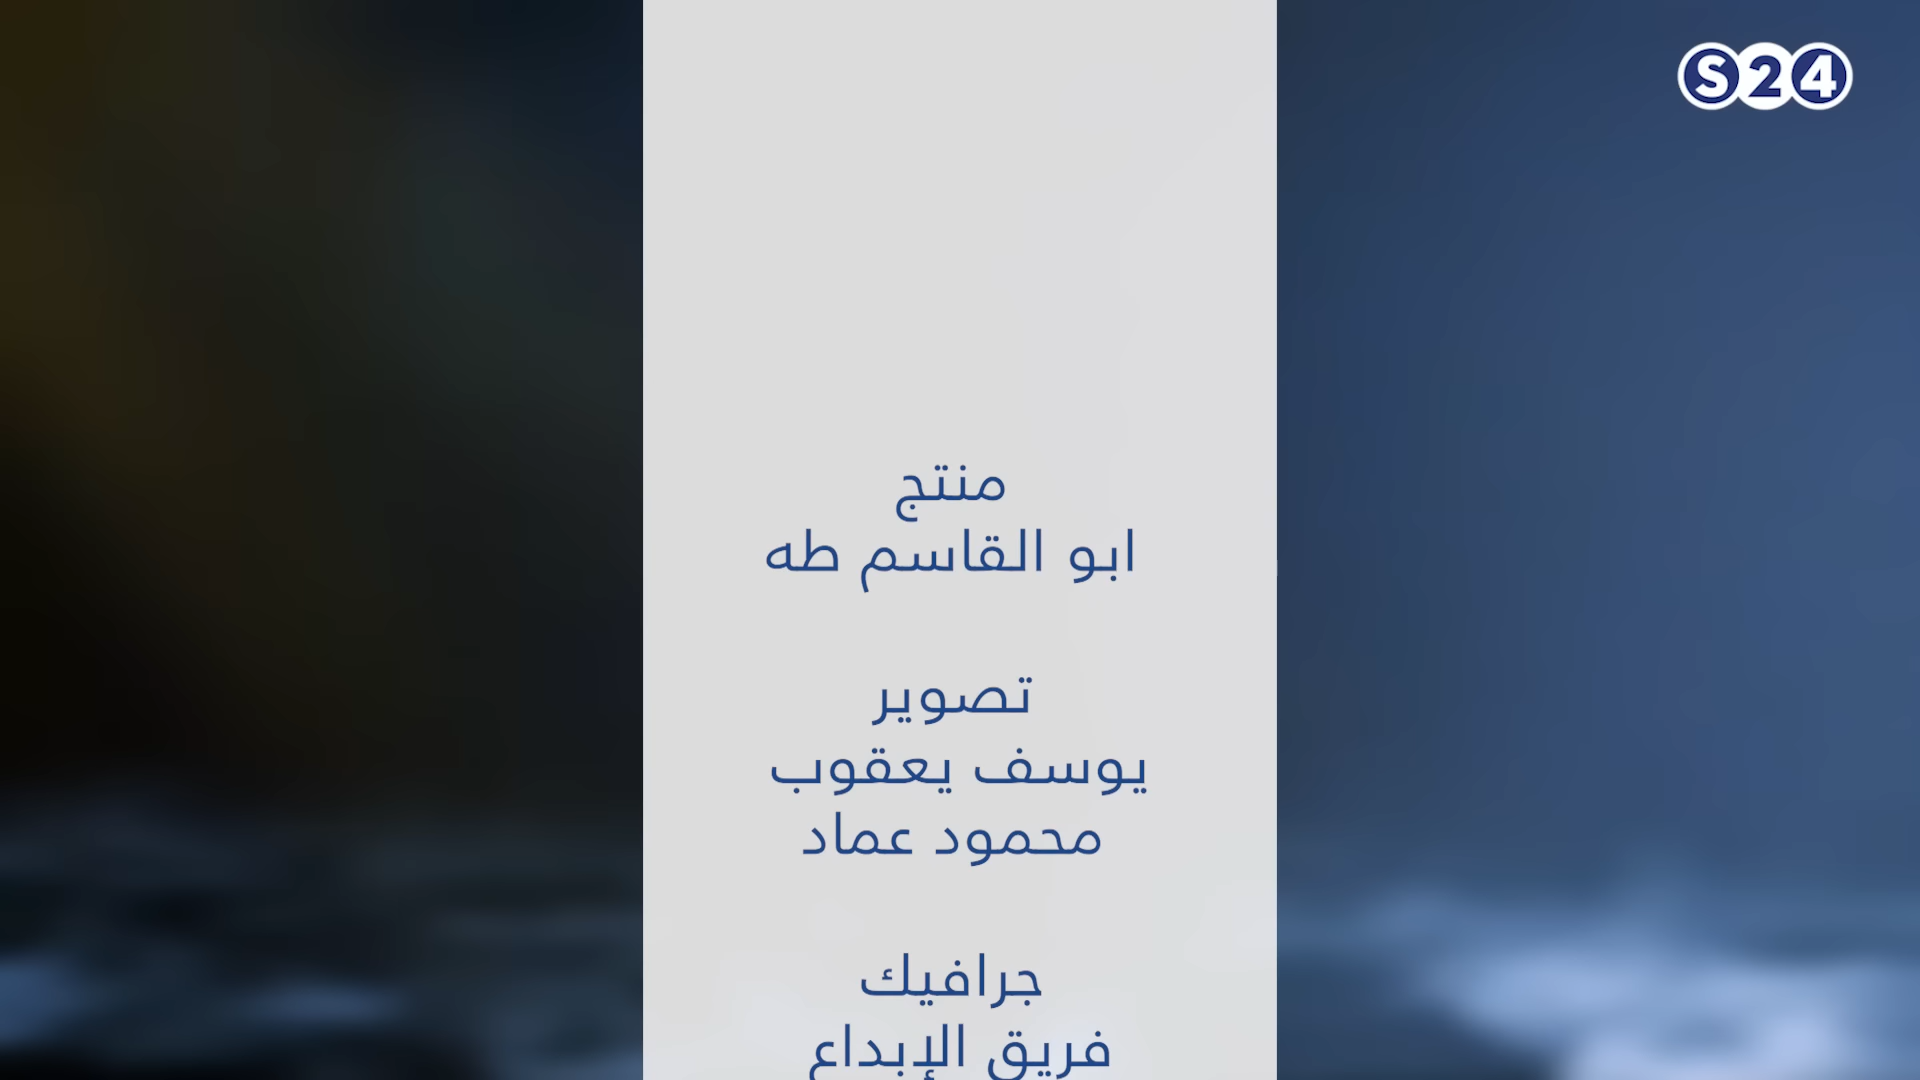 S24
منتج
ابو القاسم طه
تصوير
يوسف يعقوب
محمود عماد
جرافيك
فريق الإبداع